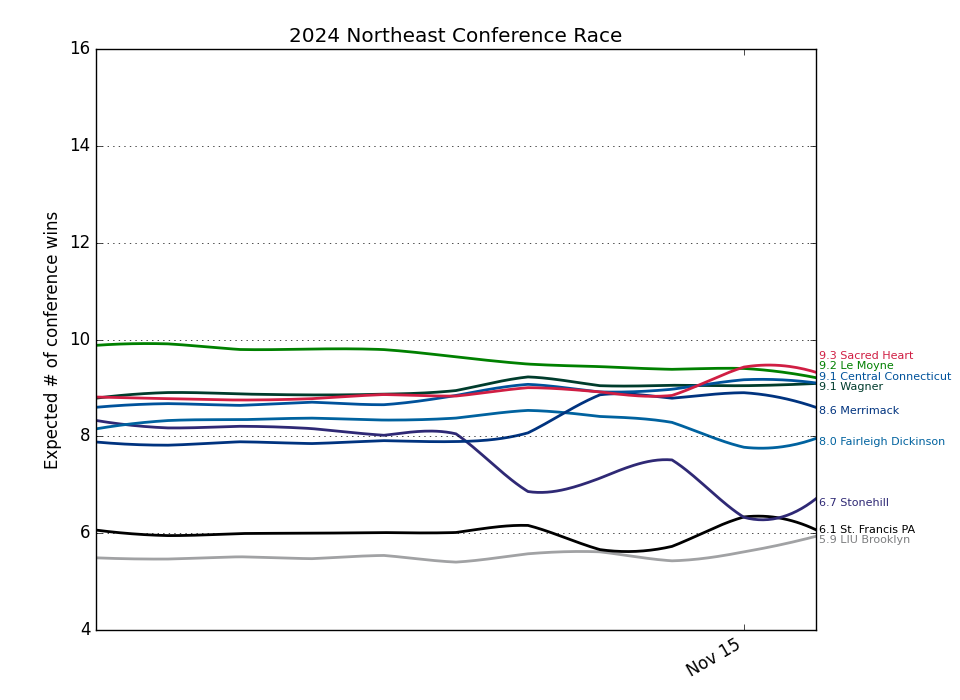 2024 Northeast Conference Race
Expected # of conference wins
16
14
12
10
8
6
4
9.3 Sacred Heart
9.2 Le Moyne
9.1 Central Connecticut
9.1 Wagner
8.6 Merrimack
8.0 Fairleigh Dickinson
6.7 Stonehill
6.1 St. Francis PA
5.9 LIU Brooklyn
Nov 15